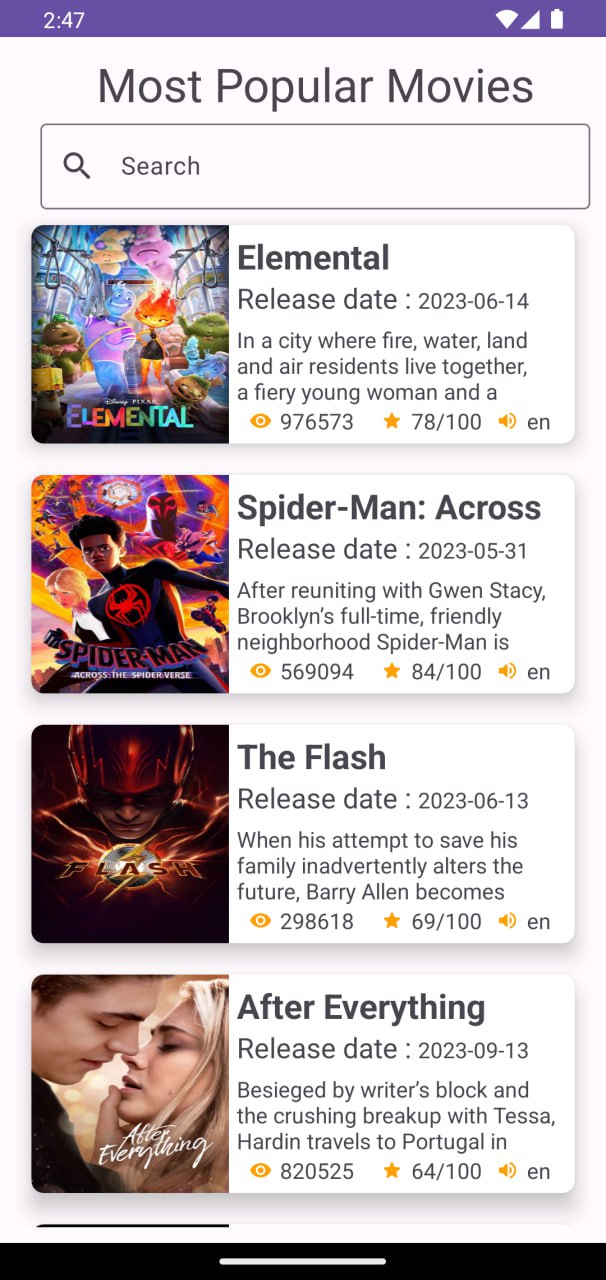 2:47
Most Popular Movies
Search
Disney PIXAR
ELEMENTAL
Elemental
Release date : 2023-06-14
In a city where fire, water, land
and air residents live together,
a fiery young woman and a
976573 78/100 en
SPIDER-MAN
ACROSS THE SPIDER-VERSE
Spider-Man: Across
Release date : 2023-05-31
After reuniting with Gwen Stacy,
Brooklyn’s full-time, friendly
neighborhood Spider-Man is
569094 84/100 en
FLASH
The Flash
Release date : 2023-06-13
When his attempt to save his
family inadvertently alters the
future, Barry Allen becomes
298618 69/100 en
After
Everything
After Everything
Release date : 2023-09-13
Besieged by writer’s block and
the crushing breakup with Tessa,
Hardin travels to Portugal in
820525 64/100 en